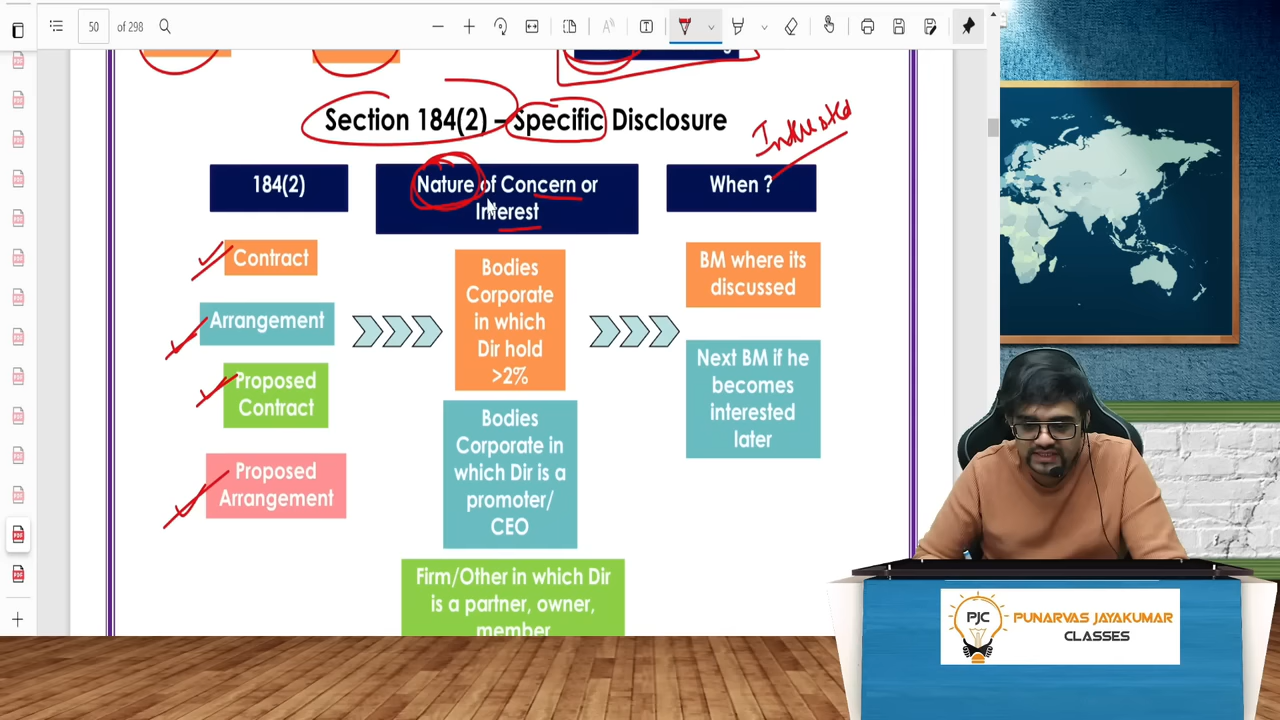 50
of 298
Section 184(2) – Specific Disclosure
Interested
184(2)
Nature of Concern or
Interest
When ?
Contract
Arrangement
Proposed
Contract
Proposed
Arrangement
Bodies
Corporate
in which
Dir hold
>2%
Bodies
Corporate in
which Dir is a
promoter/
CEO
Firm/Other in which Dir
is a partner, owner,
member
BM where its
discussed
Next BM if he
becomes
interested
later
PJC
PUNARVAS JAYAKUMAR
CLASSES